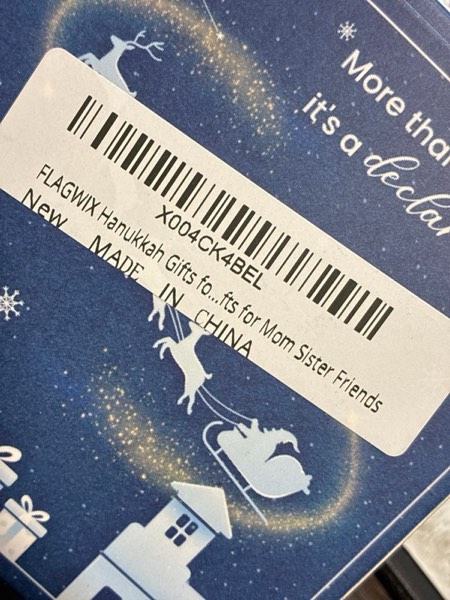 More than
it's a declar
X004CK4BEL
FLAGWIX Hanukkah Gifts fo...fts for Mom Sister Friends
New MADE IN CHINA